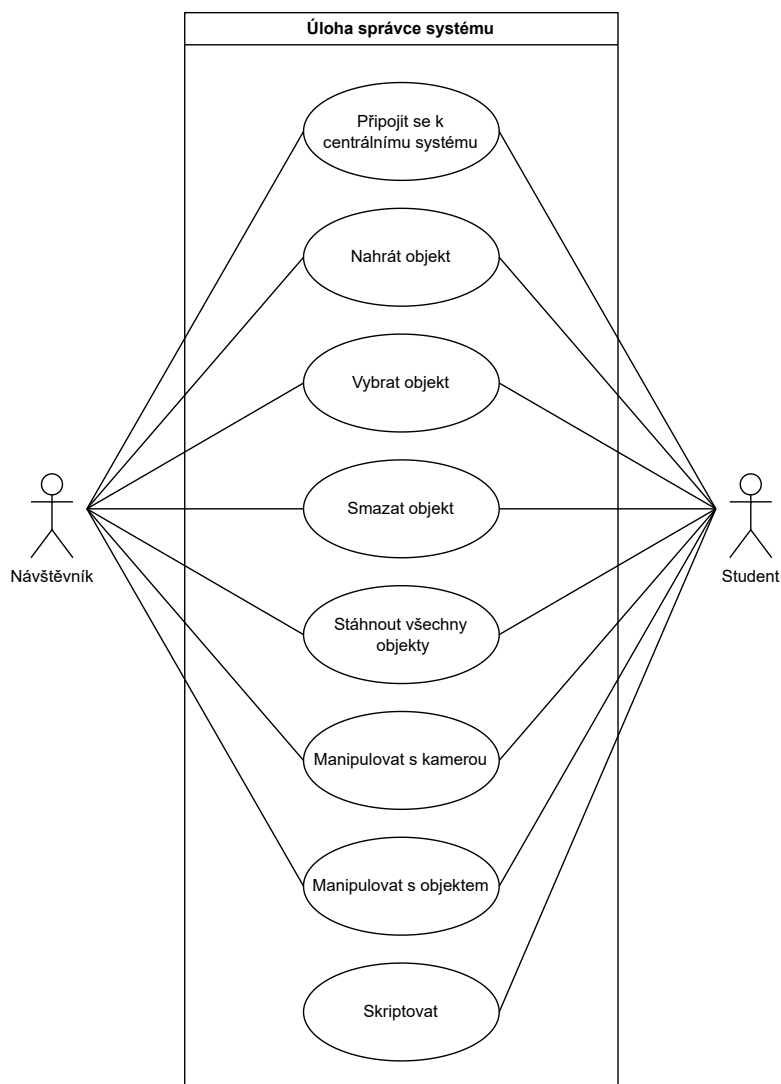 Úloha správce systému
Připojit se k
centrálnímu systému
Nahrát objekt
Vybrat objekt
Smazat objekt
Návštěvník
Student
Stáhnout všechny
objekty
Manipulovat s kamerou
Manipulovat s objektem
Skriptovat